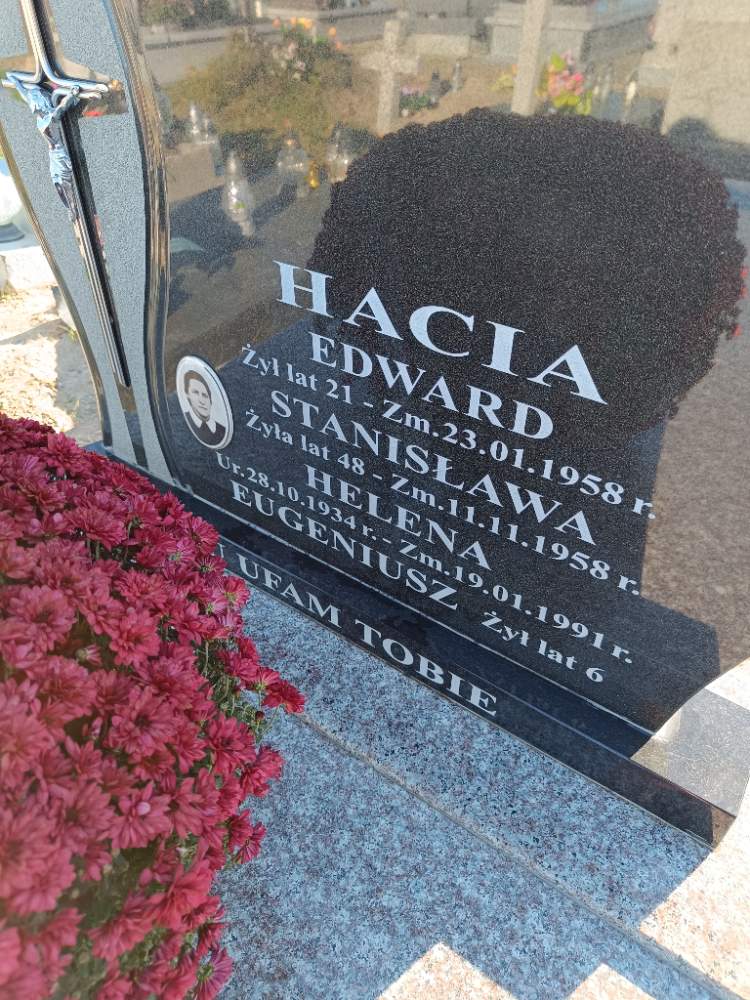 HACIA
EDWARD
Żył lat 21 - Zm.23.01.1958 r.
STANISŁAWA
Żyła lat 48 - Zm.11.11.1958 r.
HELENA
Ur.28.10.1934 r.- Zm.19.01.1991 r.
EUGENIUSZ Żył lat 6
UFAM TOBIE